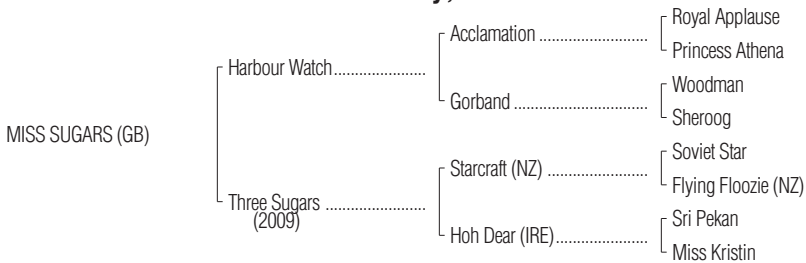 Royal Applause
Acclamation
Princess Athena
Harbour Watch
Woodman
Gorband
Sheroog
MISS SUGARS (GB)
Soviet Star
Starcraft (NZ)
Flying Floozie (NZ)
Three Sugars
(2009)
Sri Pekan
Hoh Dear (IRE)
Miss Kristin